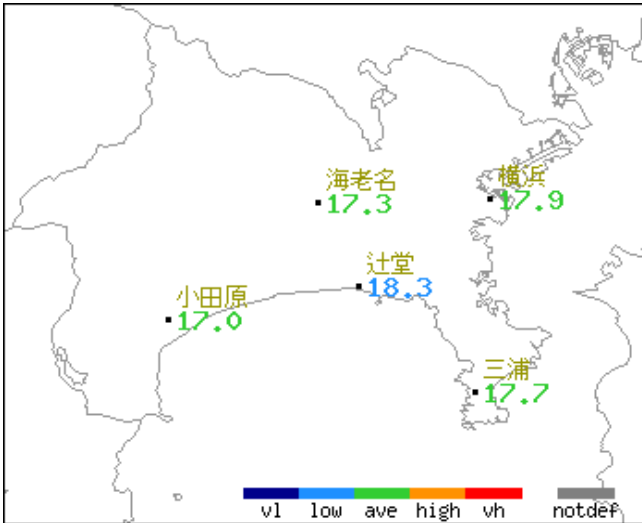 海老名
17.3
横浜
17.9
辻堂
18.3
小田原
17.0
三浦
17.7
vl low ave high vh notdef